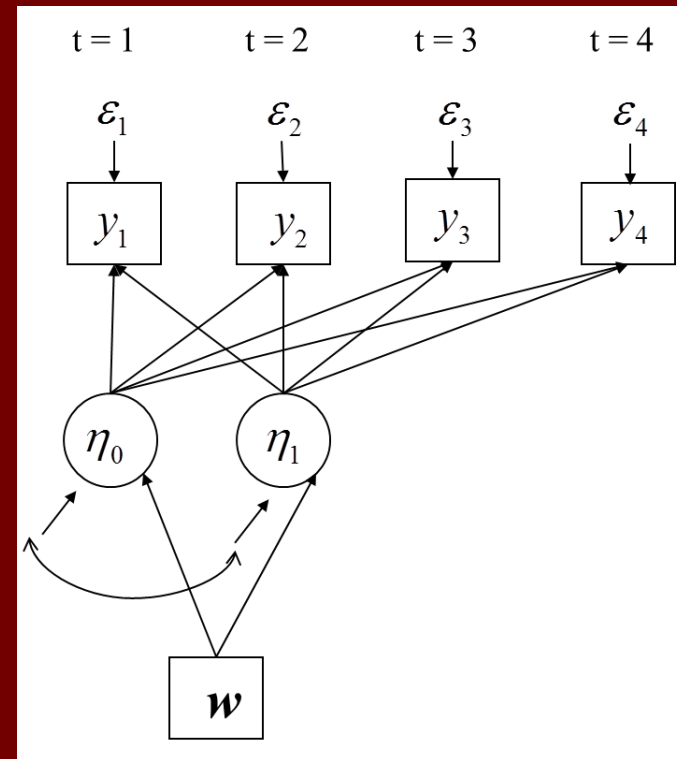 t = 1 t = 2 t = 3 t = 4
ε₁ ε₂ ε₃ ε₄
y₁ y₂ y₃ y₄
η₀ η₁
w